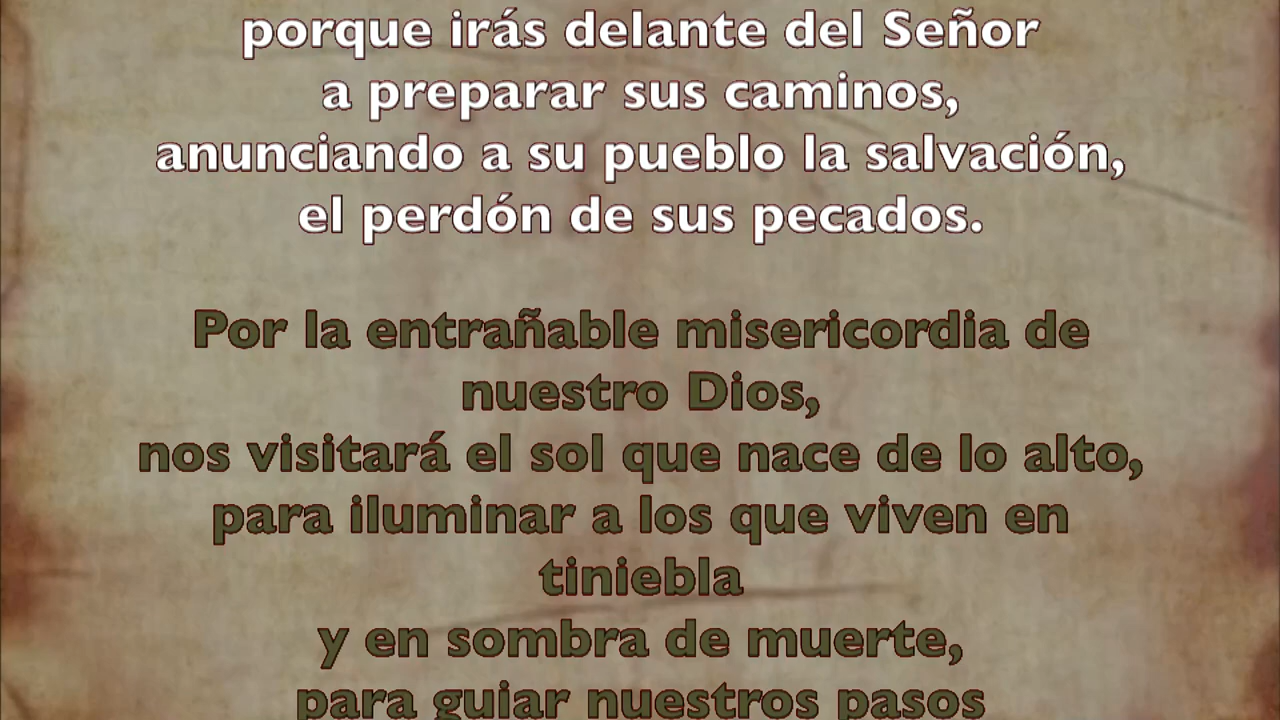 porque irás delante del Señor
a preparar sus caminos,
anunciando a su pueblo la salvación,
el perdón de sus pecados.
Por la entrañable misericordia de
nuestro Dios,
nos visitará el sol que nace de lo alto,
para iluminar a los que viven en
tiniebla
y en sombra de muerte,
para guiar nuestros pasos